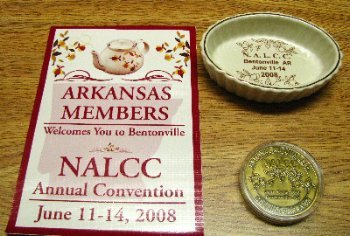 ARKANSAS
MEMBERS
Welcomes You to Bentonville
NALCC
Annual Convention
June 11-14, 2008
N.A.L.C.C.
Bentonville AR
June 11-14
2008